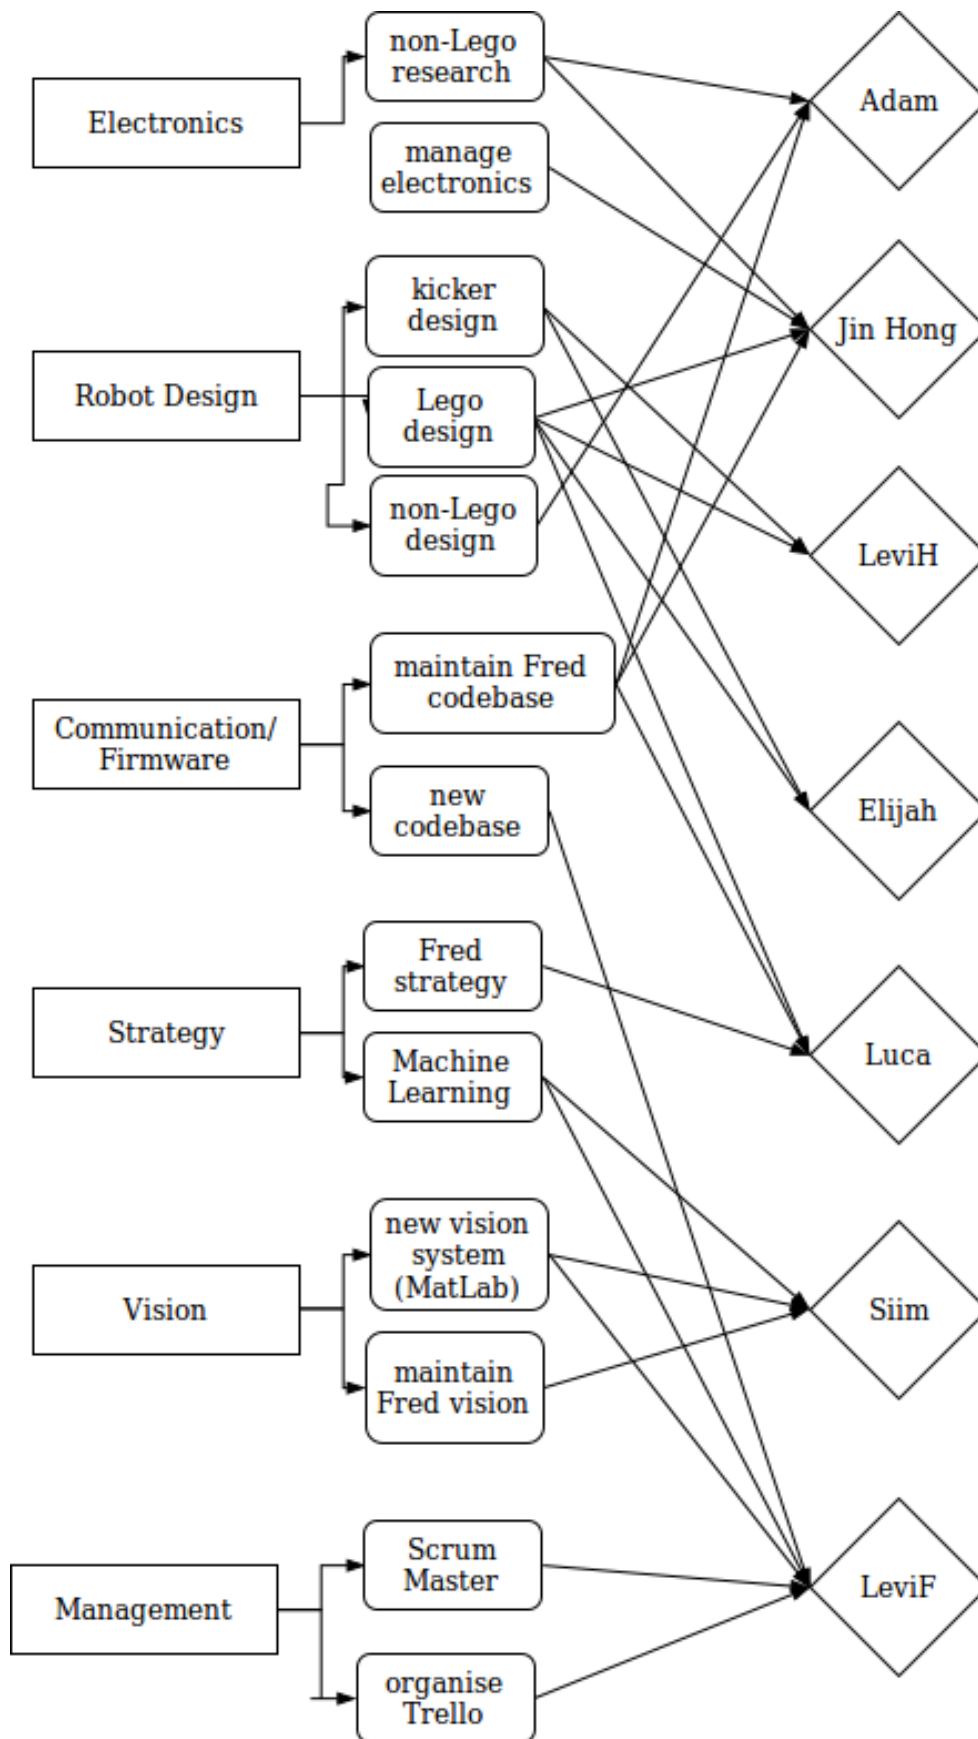 non-Lego
research
Electronics
Adam
manage
electronics
kicker
design
Jin Hong
Robot Design
Lego
design
non-Lego
design
LeviH
maintain Fred
codebase
Communication/
Firmware
new
codebase
Elijah
Fred
strategy
Strategy
Machine
Learning
Luca
new vision
system
(MatLab)
Vision
Siim
maintain
Fred vision
Scrum
Master
Management
LeviF
organise
Trello